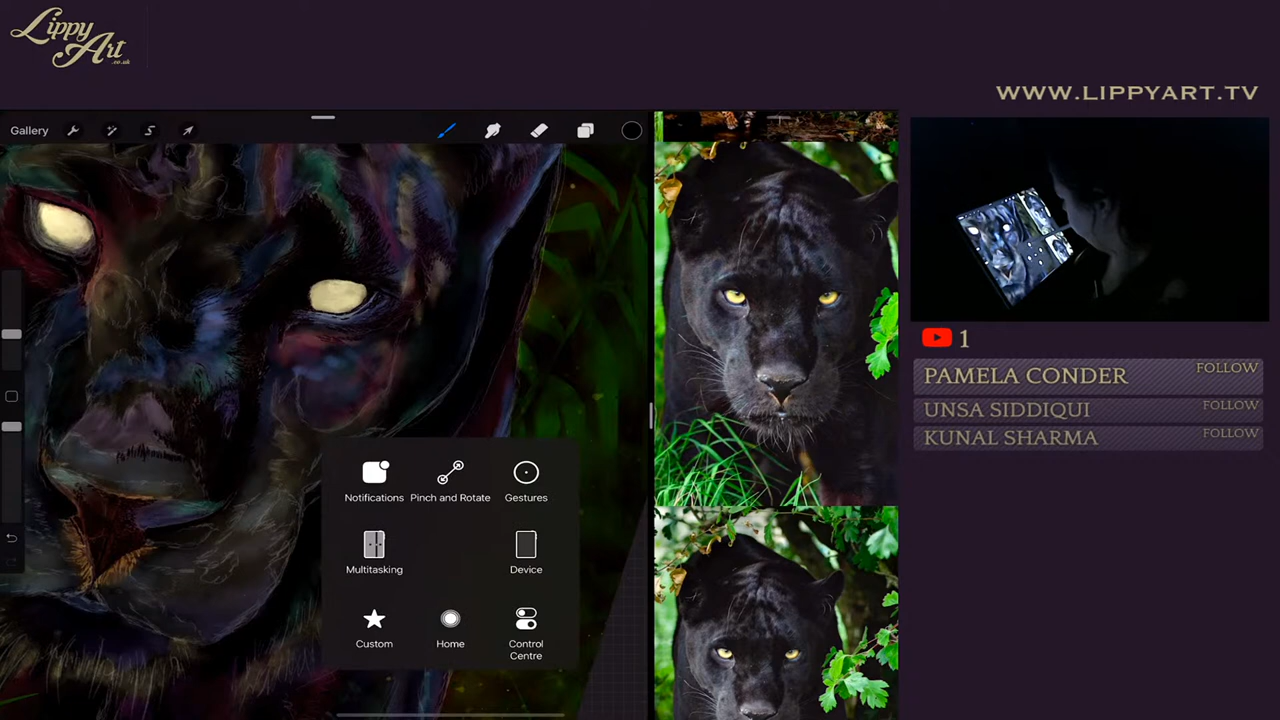 Lippy
Art
.co.uk
WWW.LIPPYART.TV
Gallery
1
PAMELA CONDER
FOLLOW
UNSA SIDDIQUI
FOLLOW
KUNAL SHARMA
FOLLOW
Notifications
Pinch and Rotate
Gestures
Multitasking
Device
Custom
Home
Control
Centre